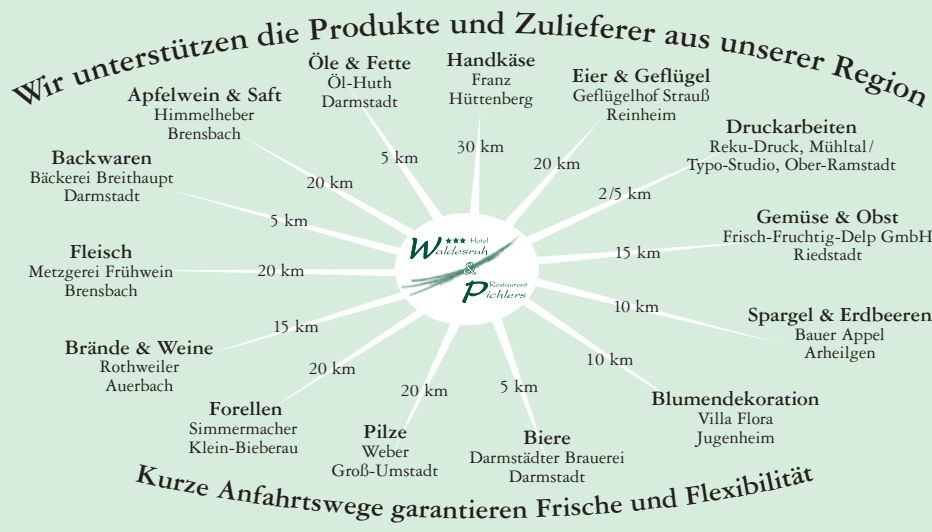 Wir unterstützen die Produkte und Zulieferer aus unserer Region
Öle & Fette
Öl-Huth
Darmstadt
5 km
Handkäse
Franz
Hüttenberg
30 km
Eier & Geflügel
Geflügelhof Strauß
Reinheim
20 km
Apfelwein & Saft
Himmelheber
Brensbach
20 km
Druckarbeiten
Reku-Druck, Mühltal/
Typo-Studio, Ober-Ramstadt
2/5 km
Backwaren
Bäckerei Breithaupt
Darmstadt
5 km
Gemüse & Obst
Frisch-Fruchtig-Delp GmbH
Riedstadt
15 km
Fleisch
Metzgerei Frühwein
Brensbach
20 km
★★★ Hotel
Waldesruh
&
Restaurant
Pichlers
Spargel & Erdbeeren
Bauer Appel
Arheilgen
10 km
Brände & Weine
Rothweiler
Auerbach
15 km
Blumendekoration
Villa Flora
Jugenheim
10 km
Forellen
Simmermacher
Klein-Bieberau
20 km
Pilze
Weber
Groß-Umstadt
20 km
Biere
Darmstädter Brauerei
Darmstadt
5 km
Kurze Anfahrtswege garantieren Frische und Flexibilität